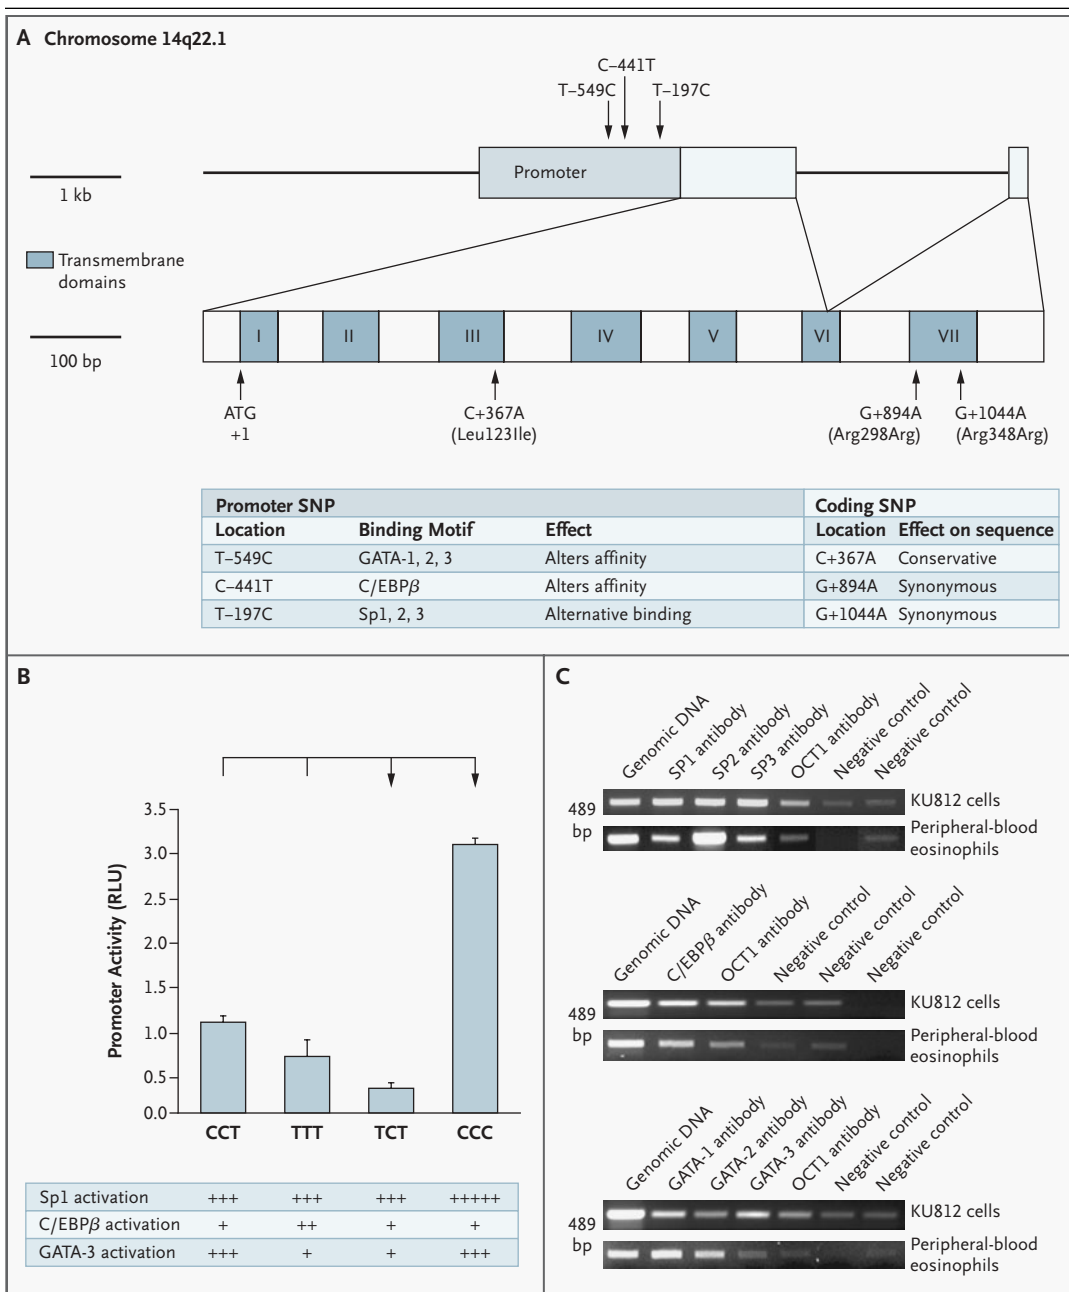 A Chromosome 14q22.1
C–441T
T–549C
T–197C
Promoter
1 kb
Transmembrane
domains
I II III IV V VI VII
100 bp
ATG
+1
C+367A
(Leu123Ile)
G+894A
(Arg298Arg)
G+1044A
(Arg348Arg)
Promoter SNP Coding SNP
Location Binding Motif Effect Location Effect on sequence
T–549C GATA-1, 2, 3 Alters affinity C+367A Conservative
C–441T C/EBPβ Alters affinity G+894A Synonymous
T–197C Sp1, 2, 3 Alternative binding G+1044A Synonymous
B
Promoter Activity (RLU)
3.5
3.0
2.5
2.0
1.5
1.0
0.5
0.0
CCT TTT TCT CCC
Sp1 activation +++ +++ +++ +++++
C/EBPβ activation + ++ + +
GATA-3 activation +++ + + +++
C
Genomic DNA
SP1 antibody
SP2 antibody
SP3 antibody
OCT1 antibody
Negative control
Negative control
489
bp
KU812 cells
Peripheral-blood
eosinophils
Genomic DNA
C/EBPβ antibody
OCT1 antibody
Negative control
Negative control
Negative control
489
bp
KU812 cells
Peripheral-blood
eosinophils
Genomic DNA
GATA-1 antibody
GATA-2 antibody
GATA-3 antibody
OCT1 antibody
Negative control
Negative control
489
bp
KU812 cells
Peripheral-blood
eosinophils